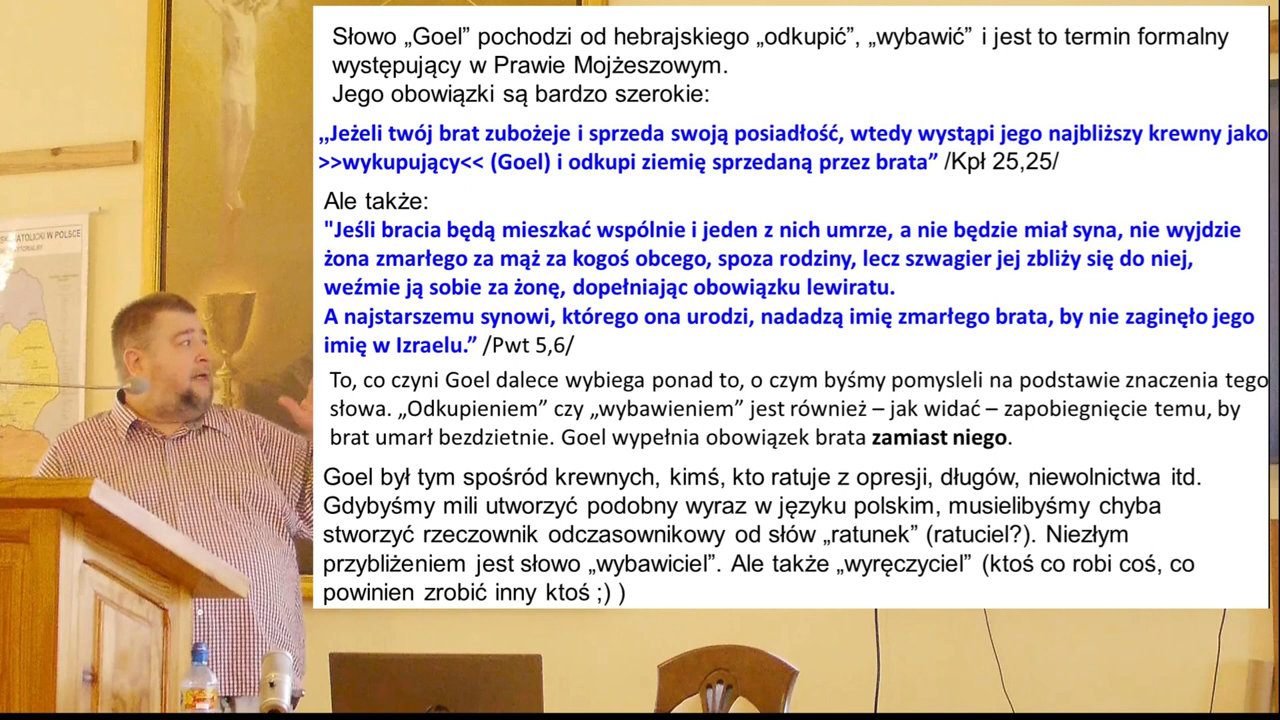 Słowo „Goel” pochodzi od hebrajskiego „odkupić”, „wybawić” i jest to termin formalny
występujący w Prawie Mojżeszowym.
Jego obowiązki są bardzo szerokie:
„Jeżeli twój brat zubożeje i sprzeda swoją posiadłość, wtedy wystąpi jego najbliższy krewny jako
>>wykupujący<< (Goel) i odkupi ziemię sprzedaną przez brata” /Kpł 25,25/
Ale także:
"Jeśli bracia będą mieszkać wspólnie i jeden z nich umrze, a nie będzie miał syna, nie wyjdzie
żona zmarłego za mąż za kogoś obcego, spoza rodziny, lecz szwagier jej zbliży się do niej,
weźmie ją sobie za żonę, dopełniając obowiązku lewiratu.
A najstarszemu synowi, którego ona urodzi, nadadzą imię zmarłego brata, by nie zaginęło jego
imię w Izraelu.” /Pwt 5,6/
To, co czyni Goel dalece wybiega ponad to, o czym byśmy pomysleli na podstawie znaczenia tego
słowa. „Odkupieniem” czy „wybawieniem” jest również – jak widać – zapobiegnięcie temu, by
brat umarł bezdzietnie. Goel wypełnia obowiązek brata zamiast niego.
Goel był tym spośród krewnych, kimś, kto ratuje z opresji, długów, niewolnictwa itd.
Gdybyśmy mili utworzyć podobny wyraz w języku polskim, musielibyśmy chyba
stworzyć rzeczownik odczasownikowy od słów „ratunek” (ratuciel?). Niezłym
przybliżeniem jest słowo „wybawiciel”. Ale także „wyręczyciel” (ktoś co robi coś, co
powinien zrobić inny ktoś ;) )
ATOLICKI W POLSCE